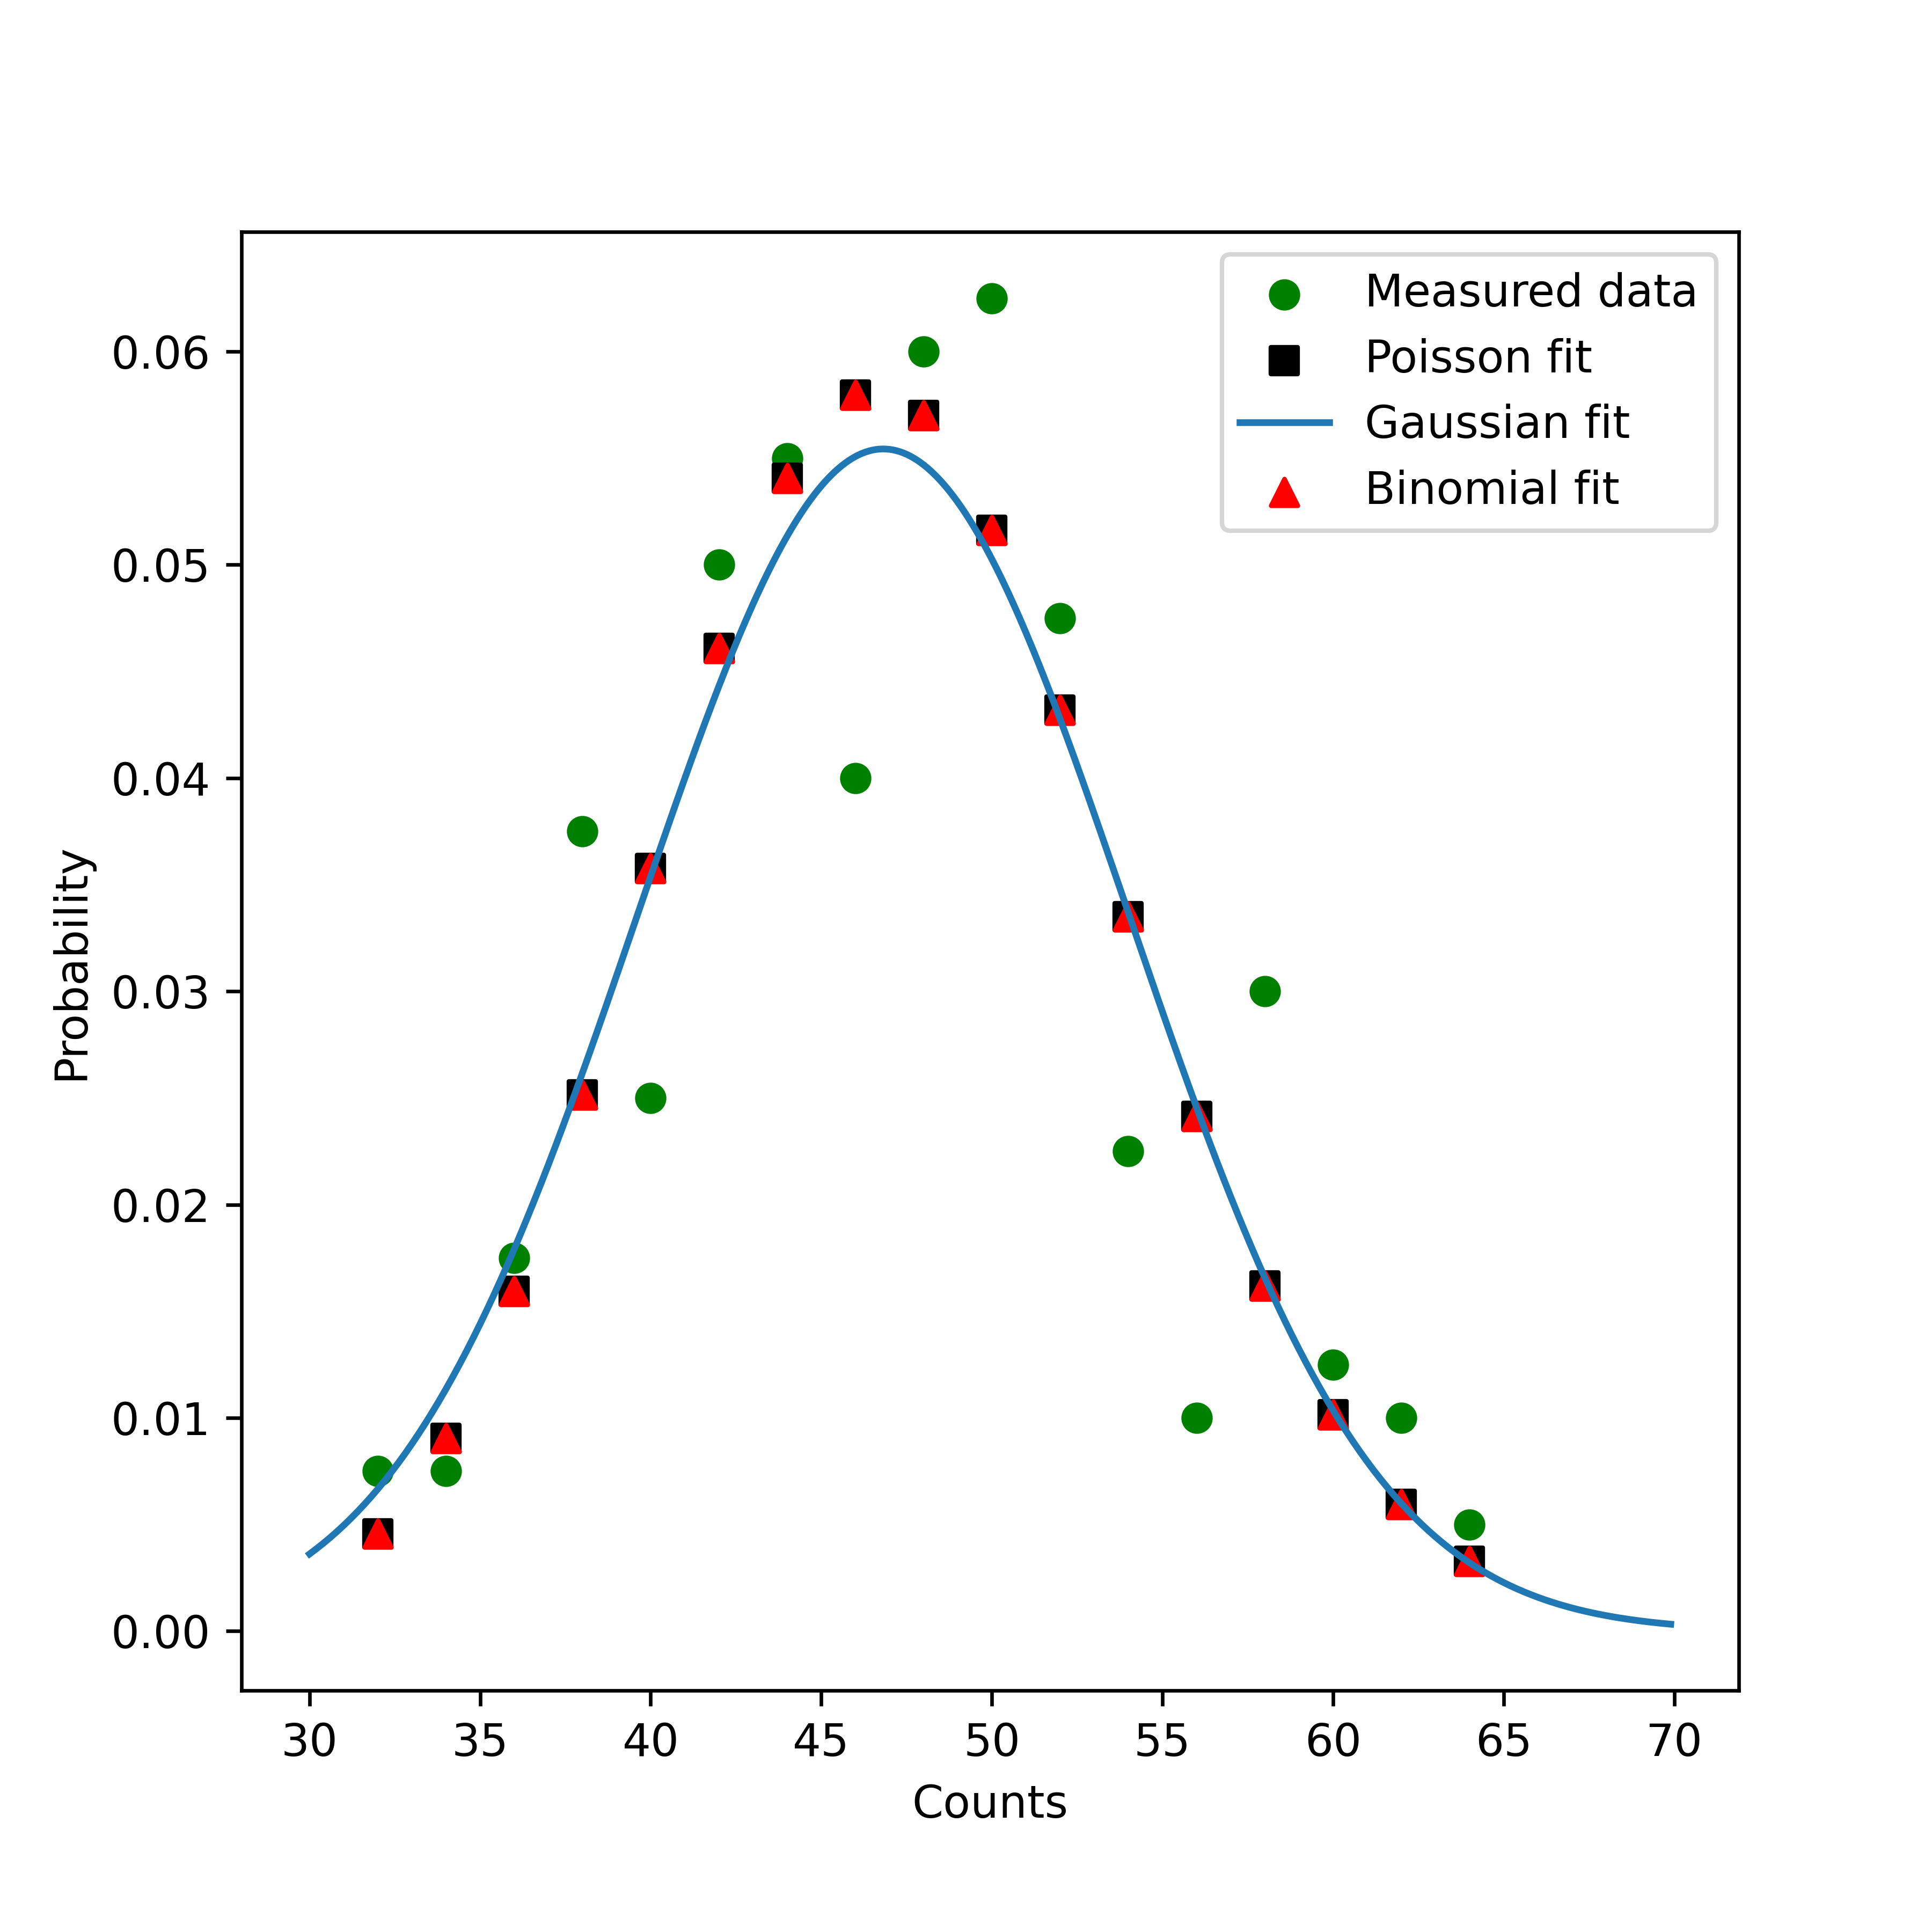 Measured data
Poisson fit
Gaussian fit
Binomial fit
0.06
0.05
0.04
0.03
0.02
0.01
0.00
Probability
30 35 40 45 50 55 60 65 70
Counts